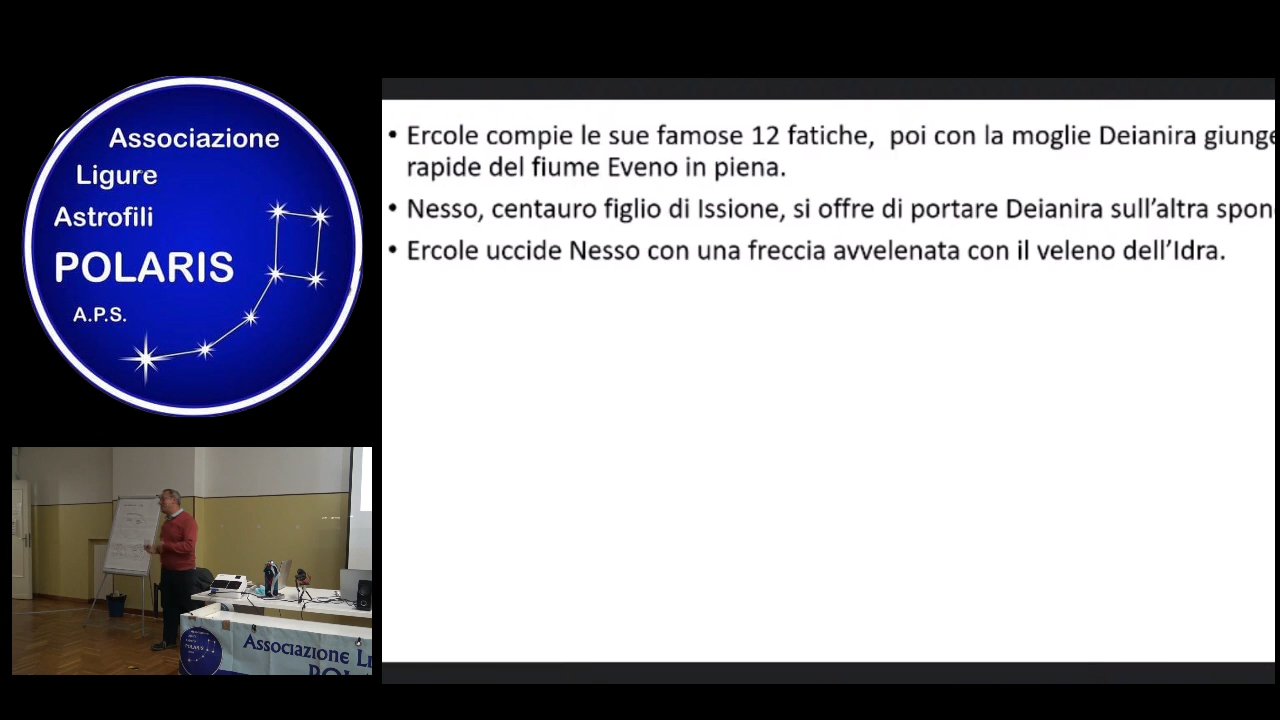 Associazione
Ligure
Astrofili
POLARIS
A.P.S.
• Ercole compie le sue famose 12 fatiche, poi con la moglie Deianira giunge
rapide del fiume Eveno in piena.
• Nesso, centauro figlio di Issione, si offre di portare Deianira sull’altra spon
• Ercole uccide Nesso con una freccia avvelenata con il veleno dell’Idra.
Associazione Li
POL